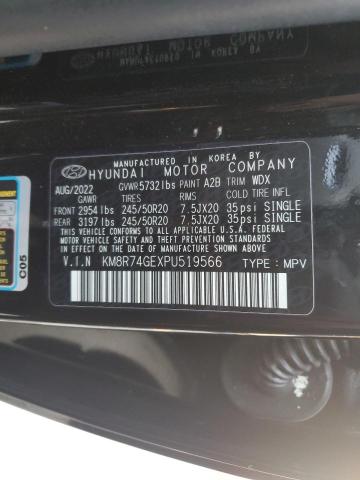 MANUFACTURED IN KOREA BY
HYUNDAI MOTOR COMPANY
AUG/2022 GVWR5732lbs PAINT A2B TRIM WDX
GAWR TIRES RIMS COLD TIRE INFL
FRONT 2954lbs 245/50R20 7.5JX20 35psi SINGLE
REAR 3197lbs 245/50R20 7.5JX20 35psi SINGLE
THIS VEHICLE CONFORMS TO ALL APPLICABLE
U.S.A. FEDERAL MOTOR VEHICLE SAFETY AND
THEFT PREVENTION STANDARDS IN EFFECT ON
THE DATE OF MANUFACTURE SHOWN ABOVE.
V.I.N KM8R74GEXPU519566 TYPE : MPV
C05